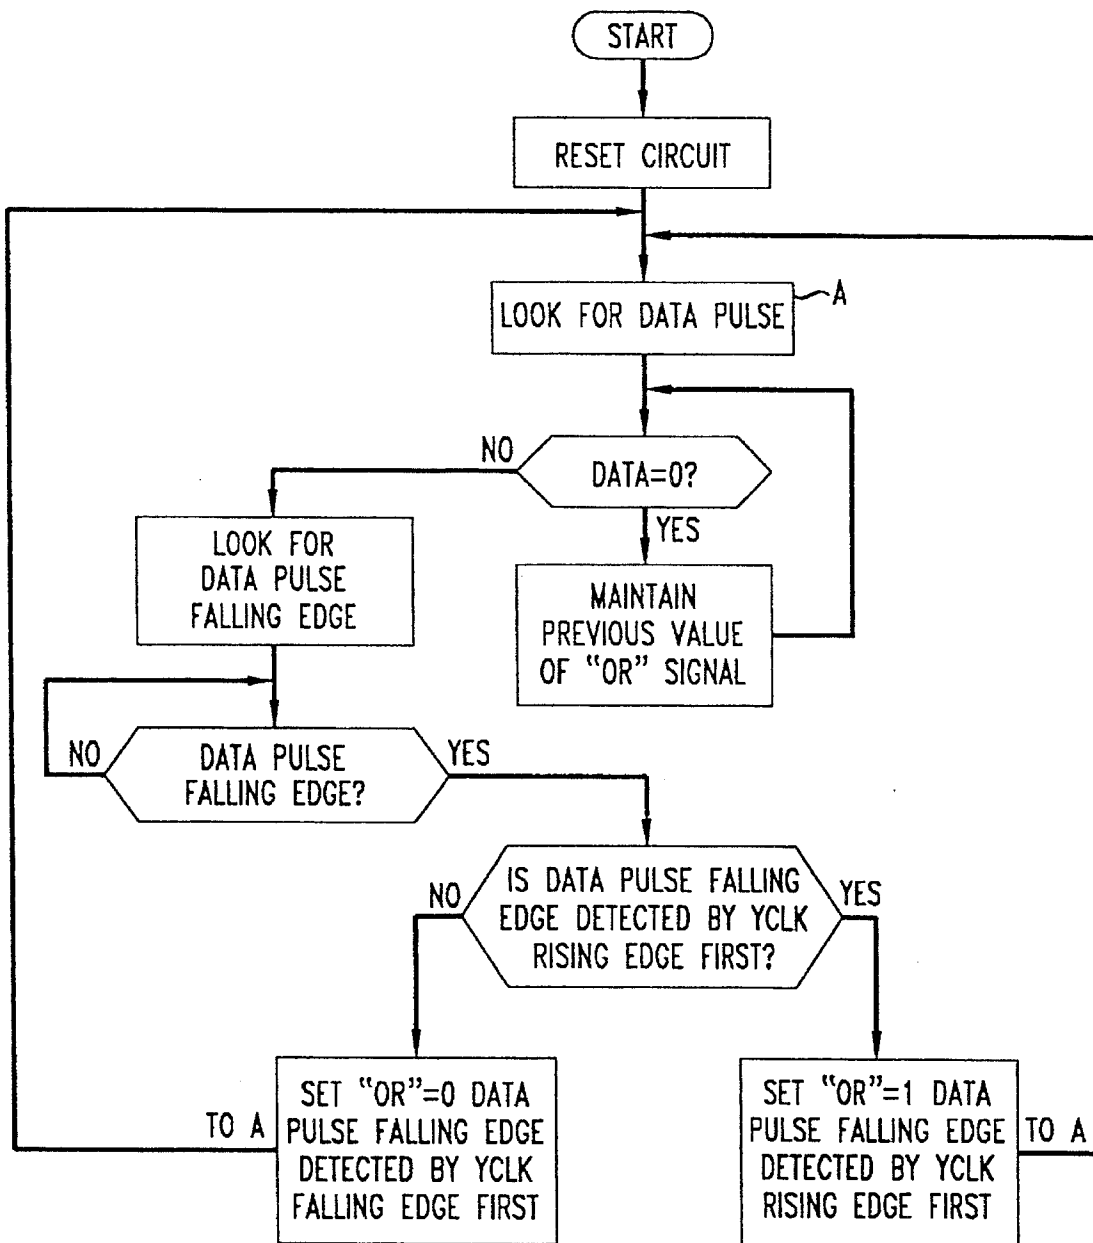 START
RESET CIRCUIT
LOOK FOR DATA PULSE
A
NO
DATA=0?
YES
LOOK FOR
DATA PULSE
FALLING EDGE
MAINTAIN
PREVIOUS VALUE
OF "OR" SIGNAL
NO
DATA PULSE
FALLING EDGE?
YES
NO
IS DATA PULSE FALLING
EDGE DETECTED BY YCLK
RISING EDGE FIRST?
YES
TO A
SET "OR"=0 DATA
PULSE FALLING EDGE
DETECTED BY YCLK
FALLING EDGE FIRST
SET "OR"=1 DATA
PULSE FALLING EDGE
DETECTED BY YCLK
RISING EDGE FIRST
TO A